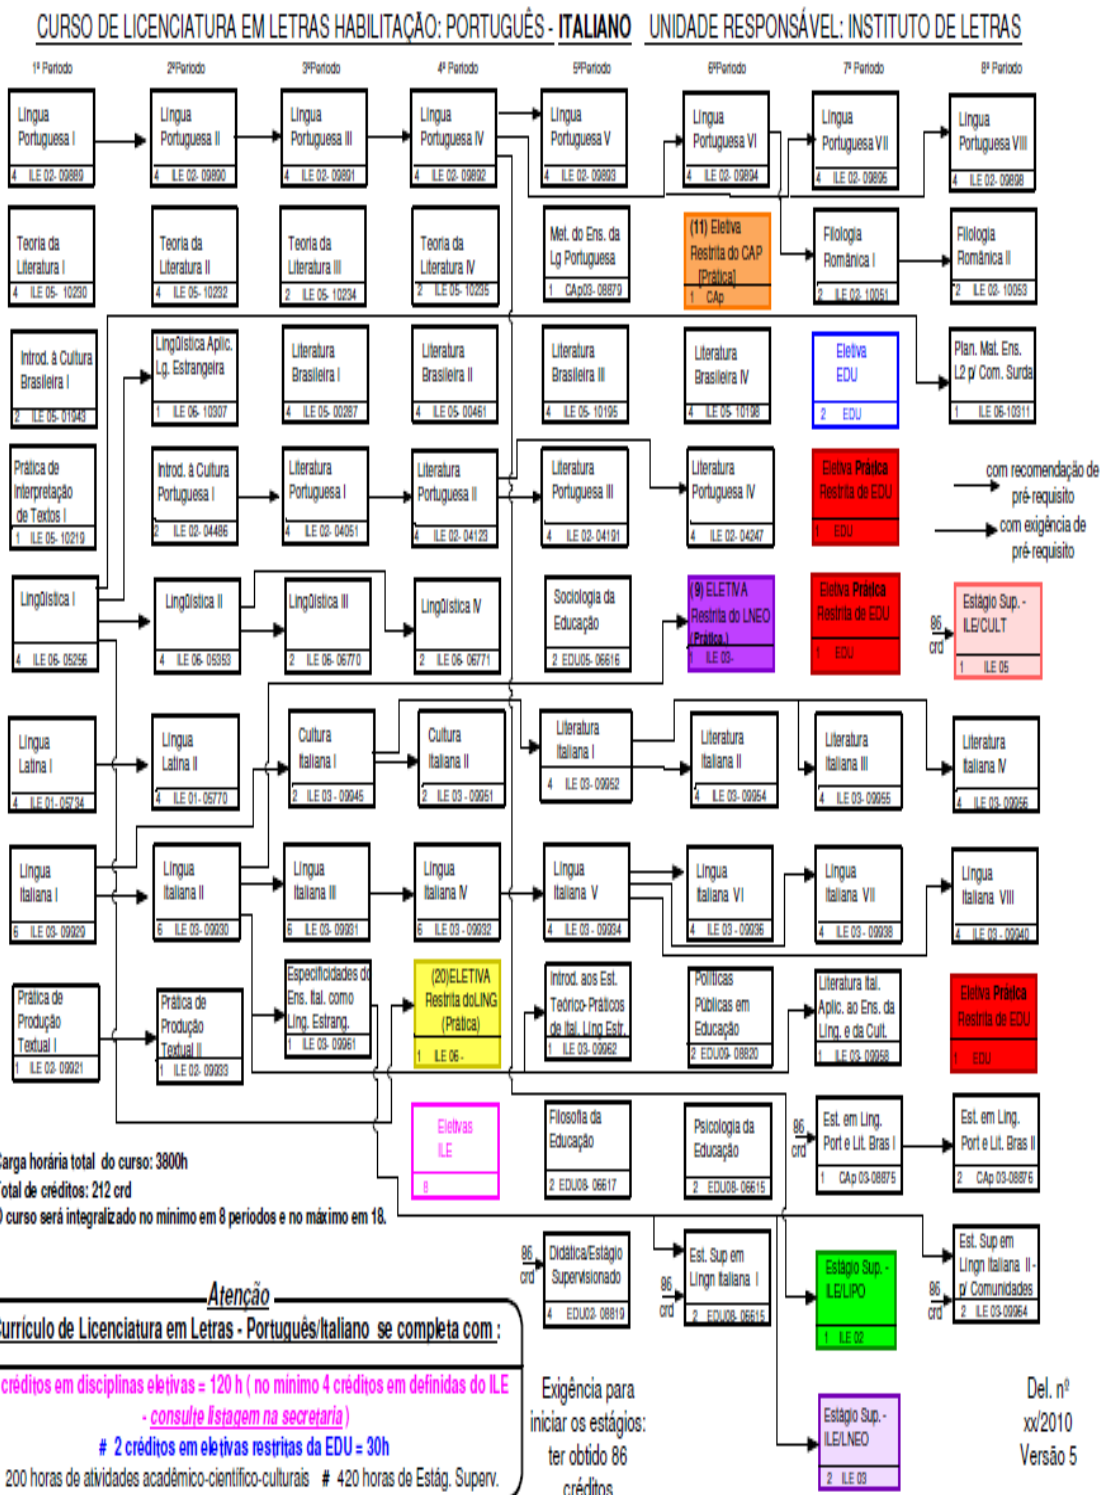 CURSO DE LICENCIATURA EM LETRAS HABILITAÇÃO: PORTUGUÊS - ITALIANO UNIDADE RESPONSÁVEL: INSTITUTO DE LETRAS
1º Período
2ºPeríodo
3ºPeríodo
4º Período
5ºPeríodo
6ºPeríodo
7º Período
8º Período
Língua
Portuguesa I
4 ILE 02- 09889
Língua
Portuguesa II
4 ILE 02- 09890
Língua
Portuguesa III
4 ILE 02- 09891
Língua
Portuguesa IV
4 ILE 02- 09892
Língua
Portuguesa V
4 ILE 02- 09893
Língua
Portuguesa VI
4 ILE 02- 09894
Língua
Portuguesa VII
4 ILE 02- 09895
Língua
Portuguesa VIII
4 ILE 02- 09898
Teoria da
Literatura I
4 ILE 05- 10230
Teoria da
Literatura II
4 ILE 05- 10232
Teoria da
Literatura III
2 ILE 05- 10234
Teoria da
Literatura IV
2 ILE 05- 10235
Met. do Ens. da
Lg Portuguesa
1 CAp03- 08879
(11) Eletiva
Restrita do CAP
[Prática]
1 CAp
Filologia
Românica I
2 ILE 02- 10051
Filologia
Românica II
2 ILE 02- 10053
Introd. à Cultura
Brasileira I
2 ILE 05- 01943
Lingüística Aplic.
Lg. Estrangeira
1 ILE 06- 10307
Literatura
Brasileira I
4 ILE 05- 00287
Literatura
Brasileira II
4 ILE 05- 00461
Literatura
Brasileira III
4 ILE 05- 10195
Literatura
Brasileira IV
4 ILE 05- 10198
Eletiva
EDU
2 EDU
Plan. Mat. Ens.
L2 p/ Com. Surda
1 ILE 06-10311
Prática de
Interpretação
de Textos I
1 ILE 05- 10219
Introd. à Cultura
Portuguesa I
2 ILE 02- 04486
Literatura
Portuguesa I
4 ILE 02- 04051
Literatura
Portuguesa II
4 ILE 02- 04123
Literatura
Portuguesa III
4 ILE 02- 04191
Literatura
Portuguesa IV
4 ILE 02- 04247
Eletiva Prática
Restrita de EDU
1 EDU
com recomendação de
pré-requisito
com exigência de
pré-requisito
Lingüística I
4 ILE 06- 05256
Lingüística II
4 ILE 06- 05353
Lingüística III
2 ILE 06- 06770
Lingüística IV
2 ILE 06- 06771
Sociologia da
Educação
2 EDU05- 06616
(9) ELETIVA
Restrita do LNEO
(Prática.)
1 ILE 03-
Eletiva Prática
Restrita de EDU
1 EDU
86
crd
Estágio Sup. -
ILE/CULT
1 ILE 05
Língua
Latina I
4 ILE 01- 05734
Língua
Latina II
4 ILE 01- 05770
Cultura
Italiana I
2 ILE 03 - 09945
Cultura
Italiana II
2 ILE 03 - 09951
Literatura
Italiana I
4 ILE 03- 09952
Literatura
Italiana II
4 ILE 03- 09954
Literatura
Italiana III
4 ILE 03- 09955
Literatura
Italiana IV
4 ILE 03- 09956
Língua
Italiana I
6 ILE 03- 09929
Língua
Italiana II
6 ILE 03- 09930
Língua
Italiana III
6 ILE 03 - 09931
Língua
Italiana IV
6 ILE 03 - 09932
Língua
Italiana V
4 ILE 03 - 09934
Língua
Italiana VI
4 ILE 03 - 09936
Língua
Italiana VII
4 ILE 03 - 09938
Língua
Italiana VIII
4 ILE 03 - 09940
Prática de
Produção
Textual I
1 ILE 02- 09921
Prática de
Produção
Textual II
1 ILE 02- 09933
Especificidades do
Ens. Ital. como
Ling. Estrang.
1 ILE 03- 09961
(20)ELETIVA
Restrita doLING
(Prática)
1 ILE 06 -
Introd. aos Est.
Teórico-Práticos
de Ital. Ling Estr.
1 ILE 03- 09962
Políticas
Públicas em
Educação
2 EDU09- 08820
Literatura Ital.
Aplic. ao Ens. da
Ling. e da Cult.
1 ILE 03- 09958
Eletiva Prática
Restrita de EDU
1 EDU
Eletivas
ILE
8
Filosofia da
Educação
2 EDU08- 06617
Psicologia da
Educação
2 EDU08- 06615
86
crd
Est. em Ling.
Port e Lit. Bras I
1 CAp 03-08875
Est. em Ling.
Port e Lit. Bras II
2 CAp 03-08876
Carga horária total do curso: 3800h
Total de créditos: 212 crd
O curso será integralizado no mínimo em 8 períodos e no máximo em 18.
86
crd
Didática/Estágio
Supervisionado
4 EDU02- 08819
86
crd
Est. Sup em
Língn Italiana I
2 EDU08- 06615
Estágio Sup. -
ILE/LIPO
1 ILE 02
86
crd
Est. Sup em
Língn Italiana II -
p/ Comunidades
2 ILE 03-09964
Atenção
Currículo de Licenciatura em Letras - Português/Italiano se completa com :
créditos em disciplinas eletivas = 120 h ( no mínimo 4 créditos em definidas do ILE
- consulte listagem na secretaria)
# 2 créditos em eletivas restritas da EDU = 30h
200 horas de atividades acadêmico-científico-culturais # 420 horas de Estág. Superv.
Exigência para
iniciar os estágios:
ter obtido 86
créditos
Estágio Sup. -
ILE/LNEO
2 ILE 03
Del. nº
xx/2010
Versão 5